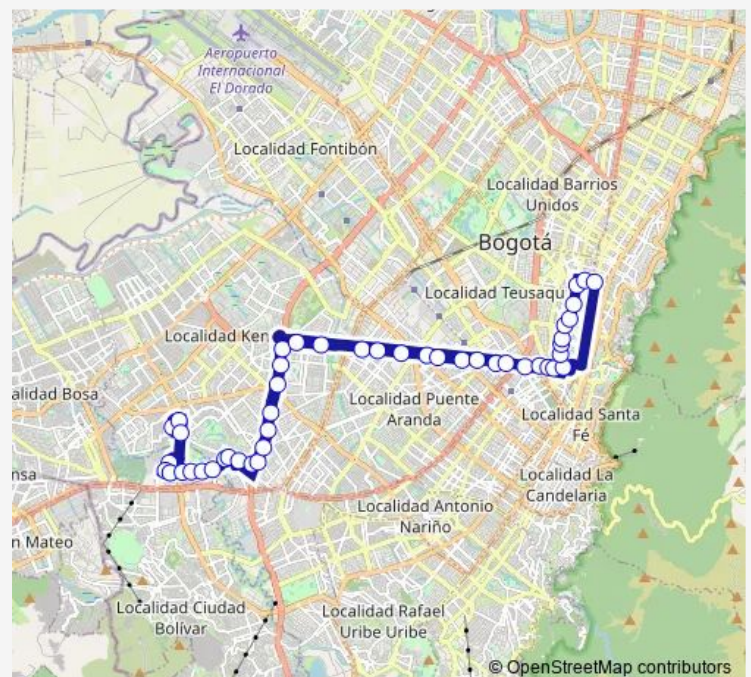 Aeropuerto
Internacional
El Dorado
Localidad Fontibón
Localidad Barrios
Unidos
Bogotá
Localidad Teusaqu
Localidad Ken
alidad Bosa
Localidad Puente
Aranda
Localidad Santa
Fé
nsa
Localidad La
Candelaria
Localidad Antonio
Nariño
n Mateo
Localidad Ciudad
Bolívar
Localidad Rafael
Uribe Uribe
© OpenStreetMap contributors